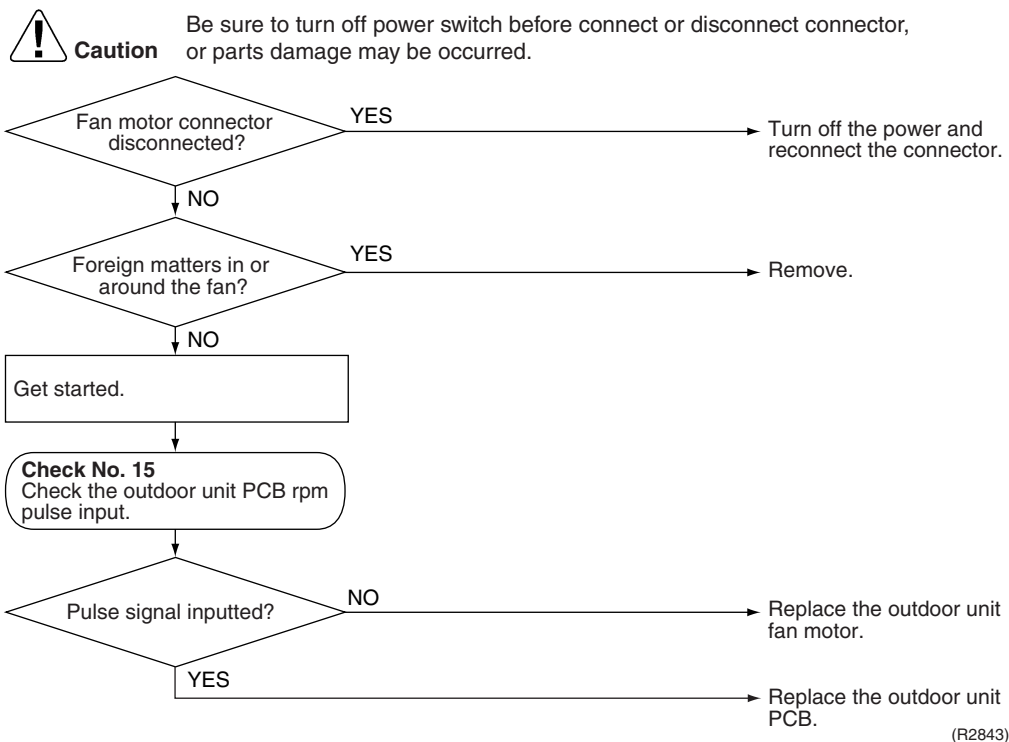 Be sure to turn off power switch before connect or disconnect connector,
Caution or parts damage may be occurred.
Fan motor connector
disconnected?
YES
Turn off the power and
reconnect the connector.
NO
Foreign matters in or
around the fan?
YES
Remove.
NO
Get started.
Check No. 15
Check the outdoor unit PCB rpm
pulse input.
Pulse signal inputted?
NO
Replace the outdoor unit
fan motor.
YES
Replace the outdoor unit
PCB.
(R2843)